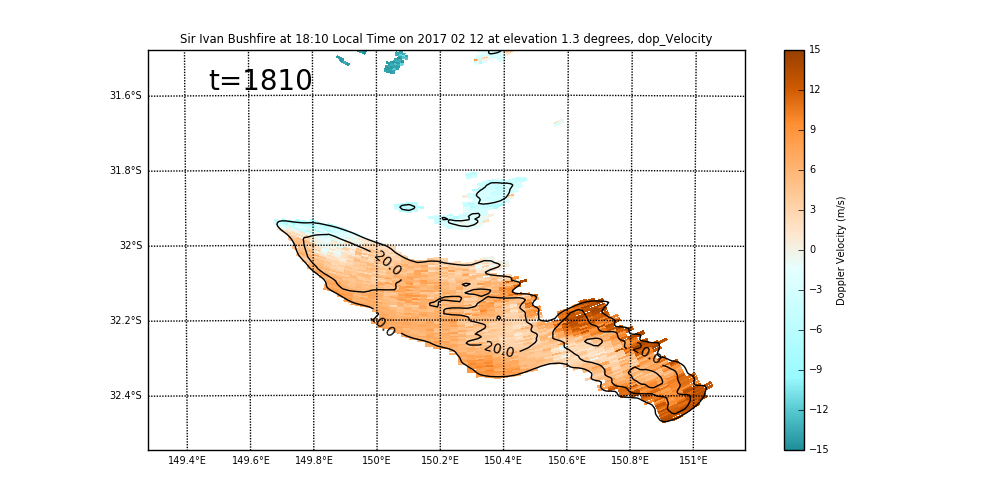 Sir Ivan Bushfire at 18:10 Local Time on 2017 02 12 at elevation 1.3 degrees, dop_Velocity
t=1810
31.6°S
31.8°S
32°S
32.2°S
32.4°S
149.4°E 149.6°E 149.8°E 150°E 150.2°E 150.4°E 150.6°E 150.8°E 151°E
20.0
10.0
20.0
20.0
15
12
9
6
3
0
−3
−6
−9
−12
−15
Doppler Velocity (m/s)